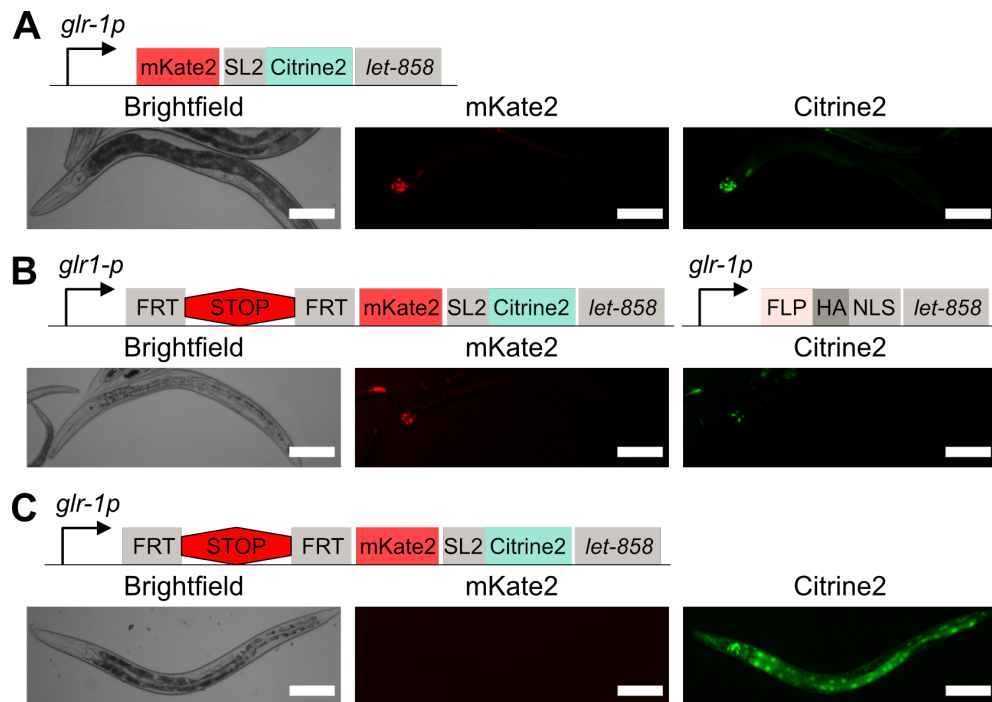 A
glr-1p
mKate2 SL2 Citrine2 let-858
Brightfield mKate2 Citrine2
B
glr1-p glr-1p
FRT STOP FRT mKate2 SL2 Citrine2 let-858 FLP HA NLS let-858
Brightfield mKate2 Citrine2
C
glr-1p
FRT STOP FRT mKate2 SL2 Citrine2 let-858
Brightfield mKate2 Citrine2